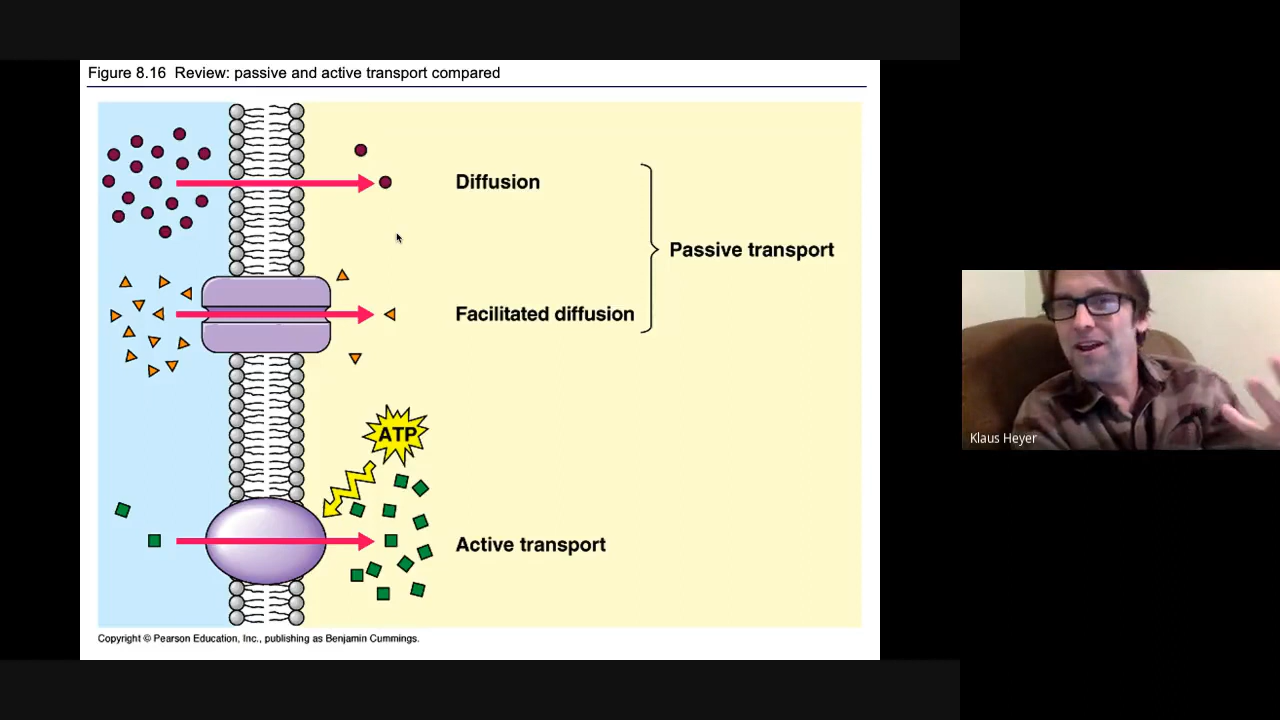 Figure 8.16 Review: passive and active transport compared
Diffusion
Passive transport
Facilitated diffusion
ATP
Active transport
Klaus Heyer
Copyright © Pearson Education, Inc., publishing as Benjamin Cummings.